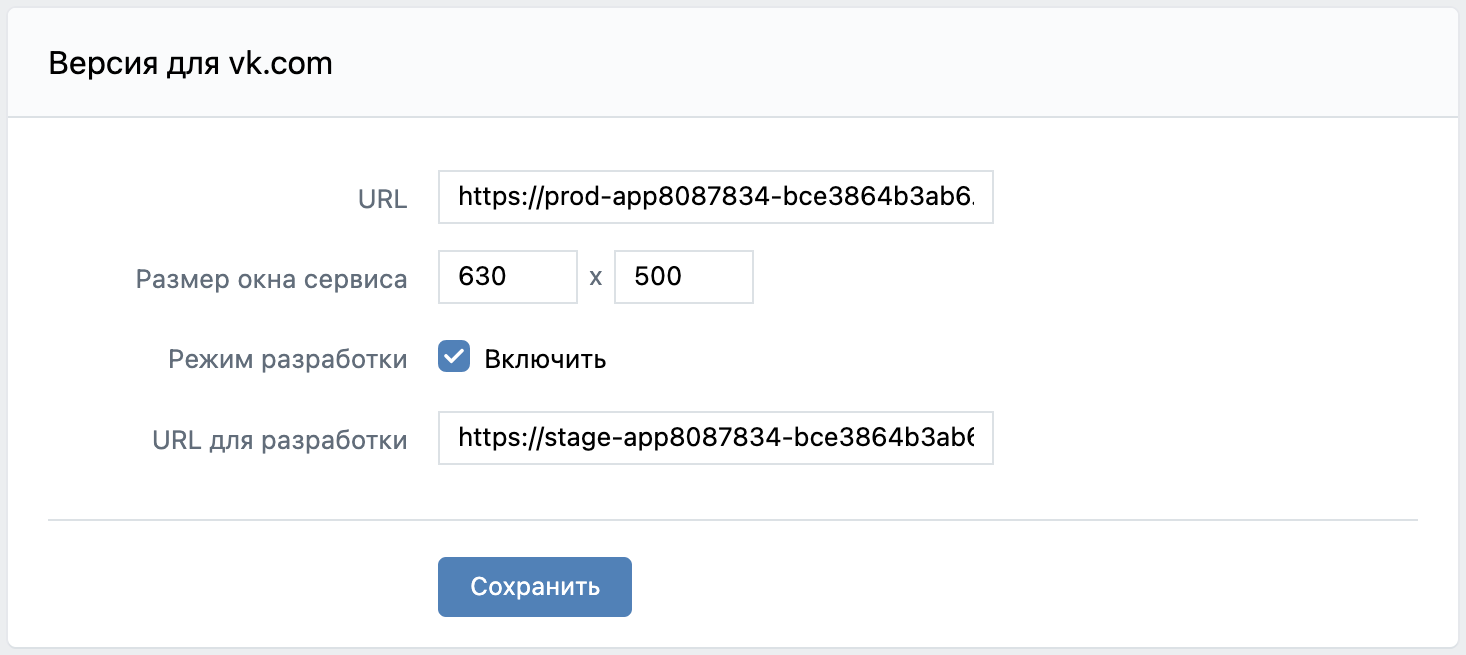 Версия для vk.com
URL https://prod-app8087834-bce3864b3ab6.
Размер окна сервиса 630 x 500
Режим разработки Включить
URL для разработки https://stage-app8087834-bce3864b3ab6
Сохранить